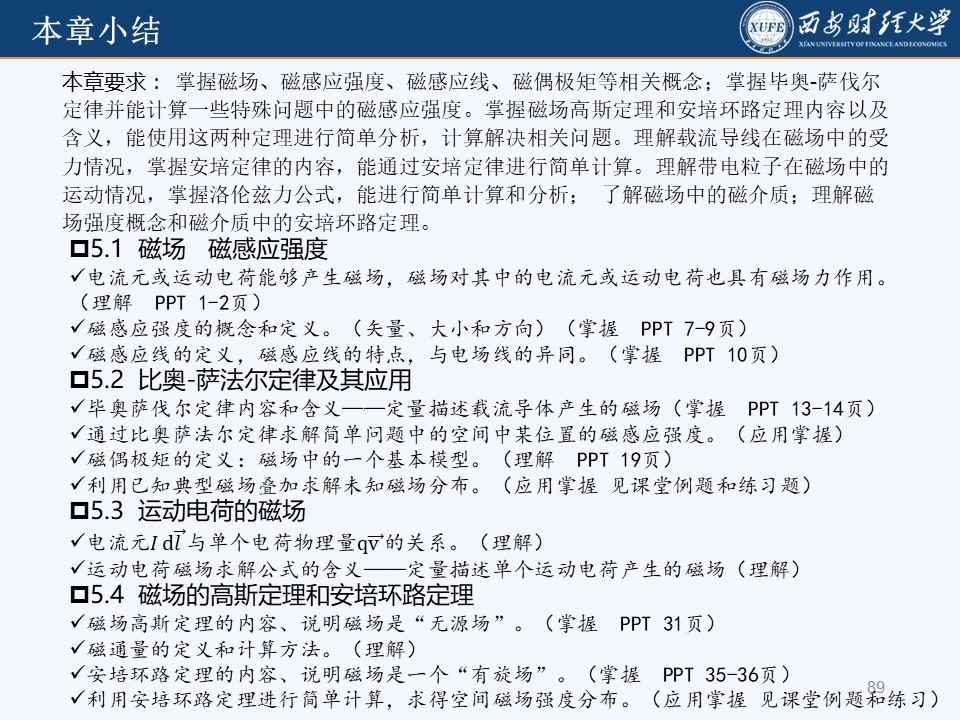 本章小结
XUFE
西安财经大学
XI'AN UNIVERSITY OF FINANCE AND ECONOMICS
本章要求： 掌握磁场、磁感应强度、磁感应线、磁偶极矩等相关概念；掌握毕奥-萨伐尔
定律并能计算一些特殊问题中的磁感应强度。掌握磁场高斯定理和安培环路定理内容以及
含义，能使用这两种定理进行简单分析，计算解决相关问题。理解载流导线在磁场中的受
力情况，掌握安培定律的内容，能通过安培定律进行简单计算。理解带电粒子在磁场中的
运动情况，掌握洛伦兹力公式，能进行简单计算和分析； 了解磁场中的磁介质；理解磁
场强度概念和磁介质中的安培环路定理。
5.1 磁场 磁感应强度
✓电流元或运动电荷能够产生磁场，磁场对其中的电流元或运动电荷也具有磁场力作用。
（理解 PPT 1-2页）
✓磁感应强度的概念和定义。（矢量、大小和方向）（掌握 PPT 7-9页）
✓磁感应线的定义，磁感应线的特点，与电场线的异同。（掌握 PPT 10页）
5.2 比奥-萨法尔定律及其应用
✓毕奥萨伐尔定律内容和含义——定量描述载流导体产生的磁场（掌握 PPT 13-14页）
✓通过比奥萨法尔定律求解简单问题中的空间中某位置的磁感应强度。（应用掌握）
✓磁偶极矩的定义：磁场中的一个基本模型。（理解 PPT 19页）
✓利用已知典型磁场叠加求解未知磁场分布。（应用掌握 见课堂例题和练习题）
5.3 运动电荷的磁场
✓电流元I dl⃗ 与单个电荷物理量qv⃗ 的关系。（理解）
✓运动电荷磁场求解公式的含义——定量描述单个运动电荷产生的磁场（理解）
5.4 磁场的高斯定理和安培环路定理
✓磁场高斯定理的内容、说明磁场是“无源场”。（掌握 PPT 31页）
✓磁通量的定义和计算方法。（理解）
✓安培环路定理的内容、说明磁场是一个“有旋场”。（掌握 PPT 35-36页）
✓利用安培环路定理进行简单计算，求得空间磁场强度分布。（应用掌握 见课堂例题和练习）
89